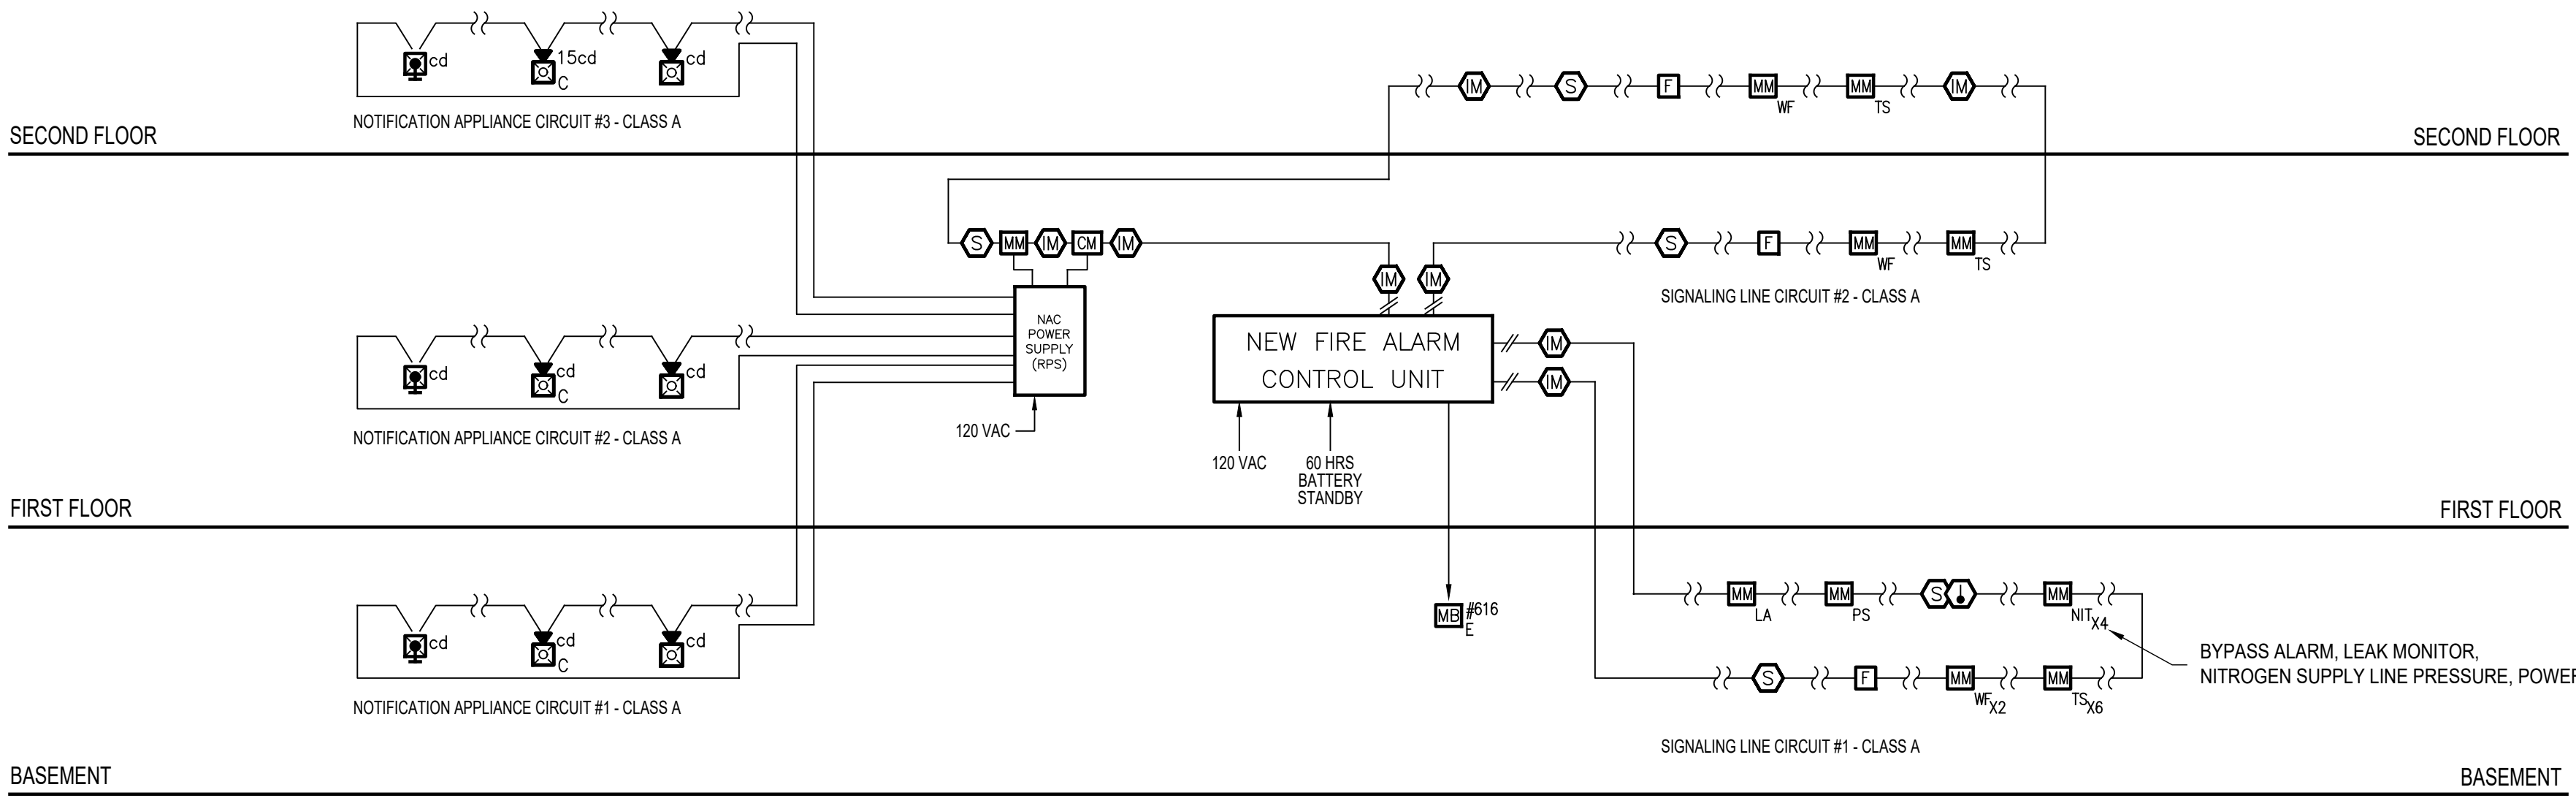 cd
15cd
C
cd
NOTIFICATION APPLIANCE CIRCUIT #3 - CLASS A
IM
S
F
MM
WF
MM
TS
IM
SECOND FLOOR
SECOND FLOOR
S
MM
IM
CM
IM
IM
IM
S
F
MM
WF
MM
TS
SIGNALING LINE CIRCUIT #2 - CLASS A
NAC
POWER
SUPPLY
(RPS)
NEW FIRE ALARM
CONTROL UNIT
IM
IM
cd
cd
C
cd
NOTIFICATION APPLIANCE CIRCUIT #2 - CLASS A
120 VAC
120 VAC
60 HRS
BATTERY
STANDBY
FIRST FLOOR
FIRST FLOOR
MB
#616
E
cd
cd
C
cd
NOTIFICATION APPLIANCE CIRCUIT #1 - CLASS A
MM
LA
MM
PS
S
MM
NIT
X4
BYPASS ALARM, LEAK MONITOR,
NITROGEN SUPPLY LINE PRESSURE, POWER
S
F
MM
WF
X2
MM
TS
X6
SIGNALING LINE CIRCUIT #1 - CLASS A
BASEMENT
BASEMENT